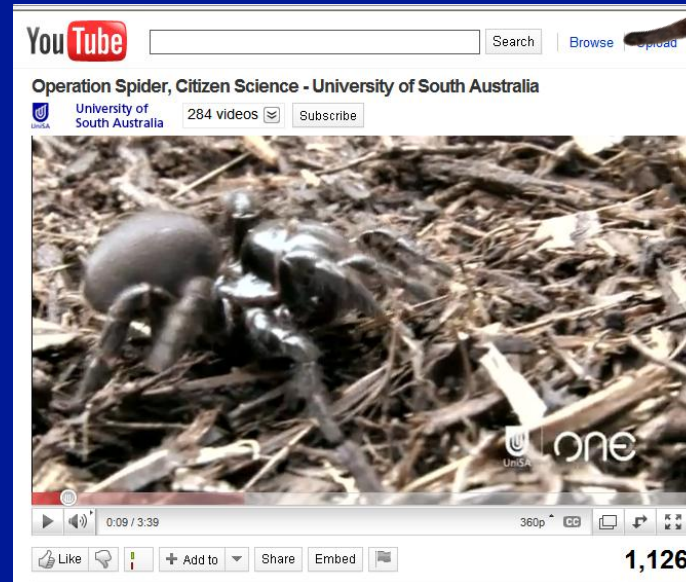 YouTube
Search
Browse
Upload
Operation Spider, Citizen Science - University of South Australia
UniSA
University of
South Australia
284 videos
Subscribe
UniSA
one
0:09 / 3:39
360p
CC
Like
+ Add to
Share
Embed
1,126